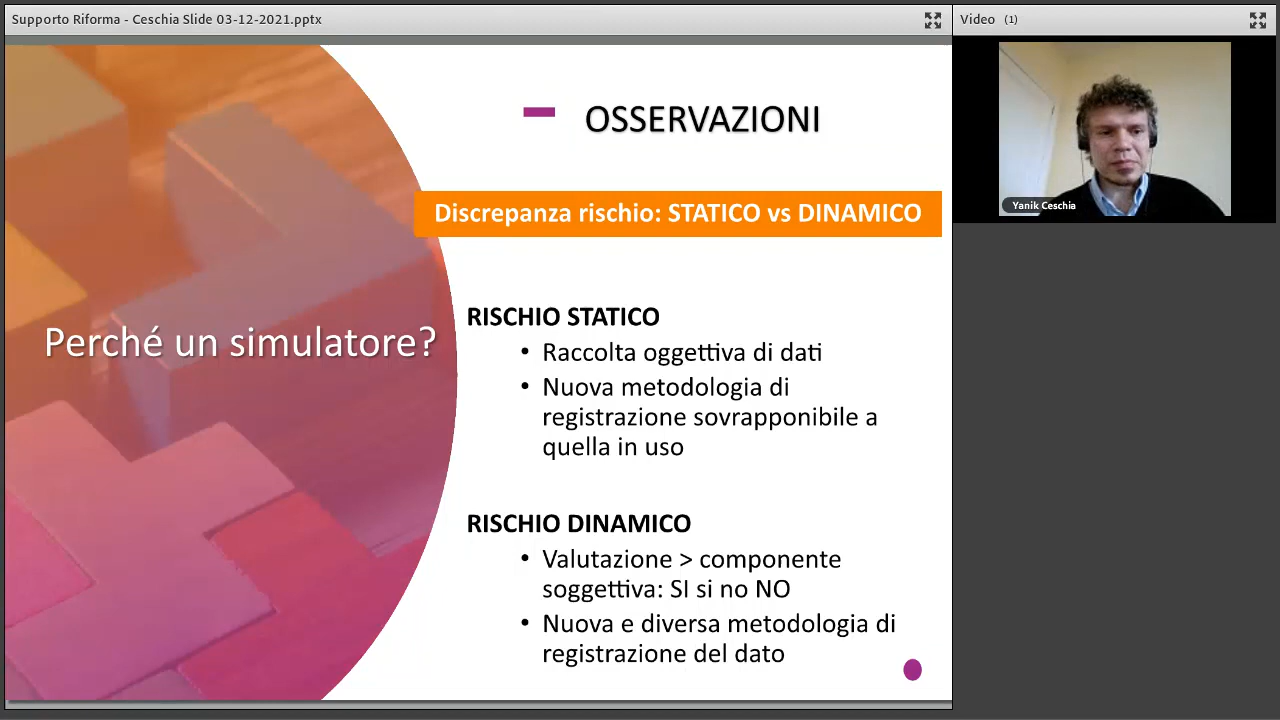 Supporto Riforma - Ceschia Slide 03-12-2021.pptx
Video (1)
Yanik Ceschia
OSSERVAZIONI
Discrepanza rischio: STATICO vs DINAMICO
Perché un simulatore?
RISCHIO STATICO
• Raccolta oggettiva di dati
• Nuova metodologia di
registrazione sovrapponibile a
quella in uso
RISCHIO DINAMICO
• Valutazione > componente
soggettiva: SI si no NO
• Nuova e diversa metodologia di
registrazione del dato